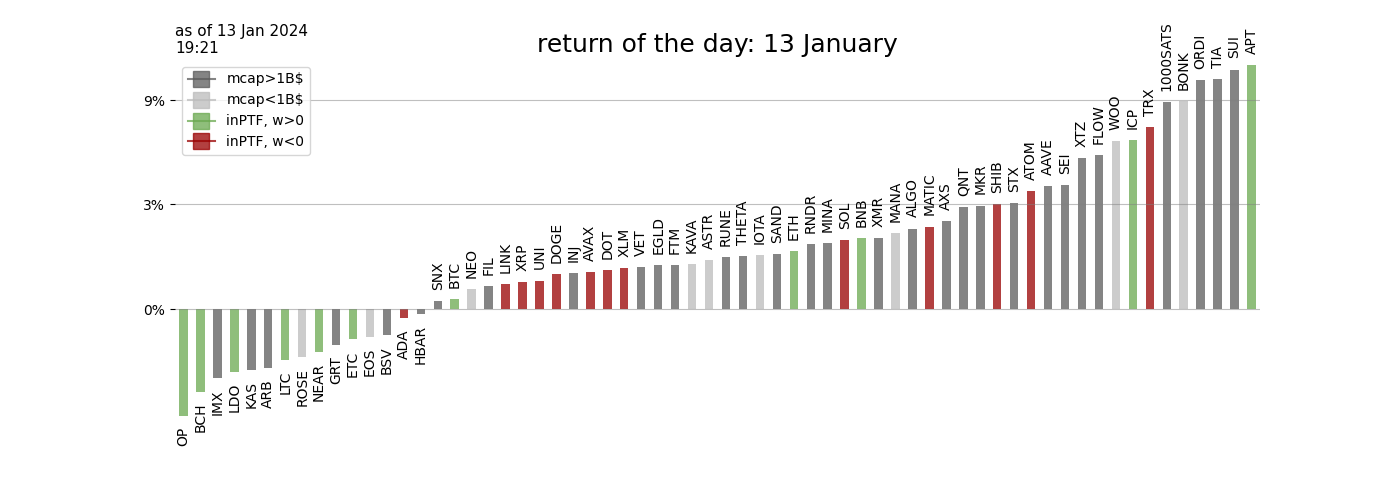 as of 13 Jan 2024
19:21
return of the day: 13 January
mcap>1B$
mcap<1B$
inPTF, w>0
inPTF, w<0
9%
3%
0%
OP
BCH
IMX
LDO
KAS
ARB
LTC
ROSE
NEAR
GRT
ETC
EOS
BSV
ADA
HBAR
SNX
BTC
NEO
FIL
LINK
XRP
UNI
DOGE
INJ
AVAX
DOT
XLM
VET
EGLD
FTM
KAVA
ASTR
RUNE
THETA
IOTA
SAND
ETH
RNDR
MINA
SOL
BNB
XMR
MANA
ALGO
MATIC
AXS
QNT
MKR
SHIB
STX
ATOM
AAVE
SEI
XTZ
FLOW
WOO
ICP
TRX
1000SATS
BONK
ORDI
TIA
SUI
APT